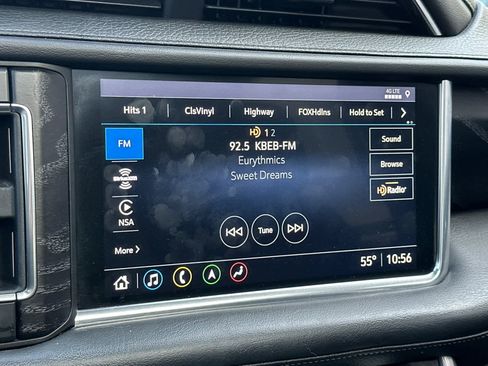 4G LTE
Hits 1 ClsVinyl Highway FOXHdlns Hold to Set
FM
HD 1 2
92.5 KBEB-FM
Eurythmics
Sweet Dreams
Sound
Browse
HD Radio
SiriusXM
NSA
Tune
More
55° 10:56